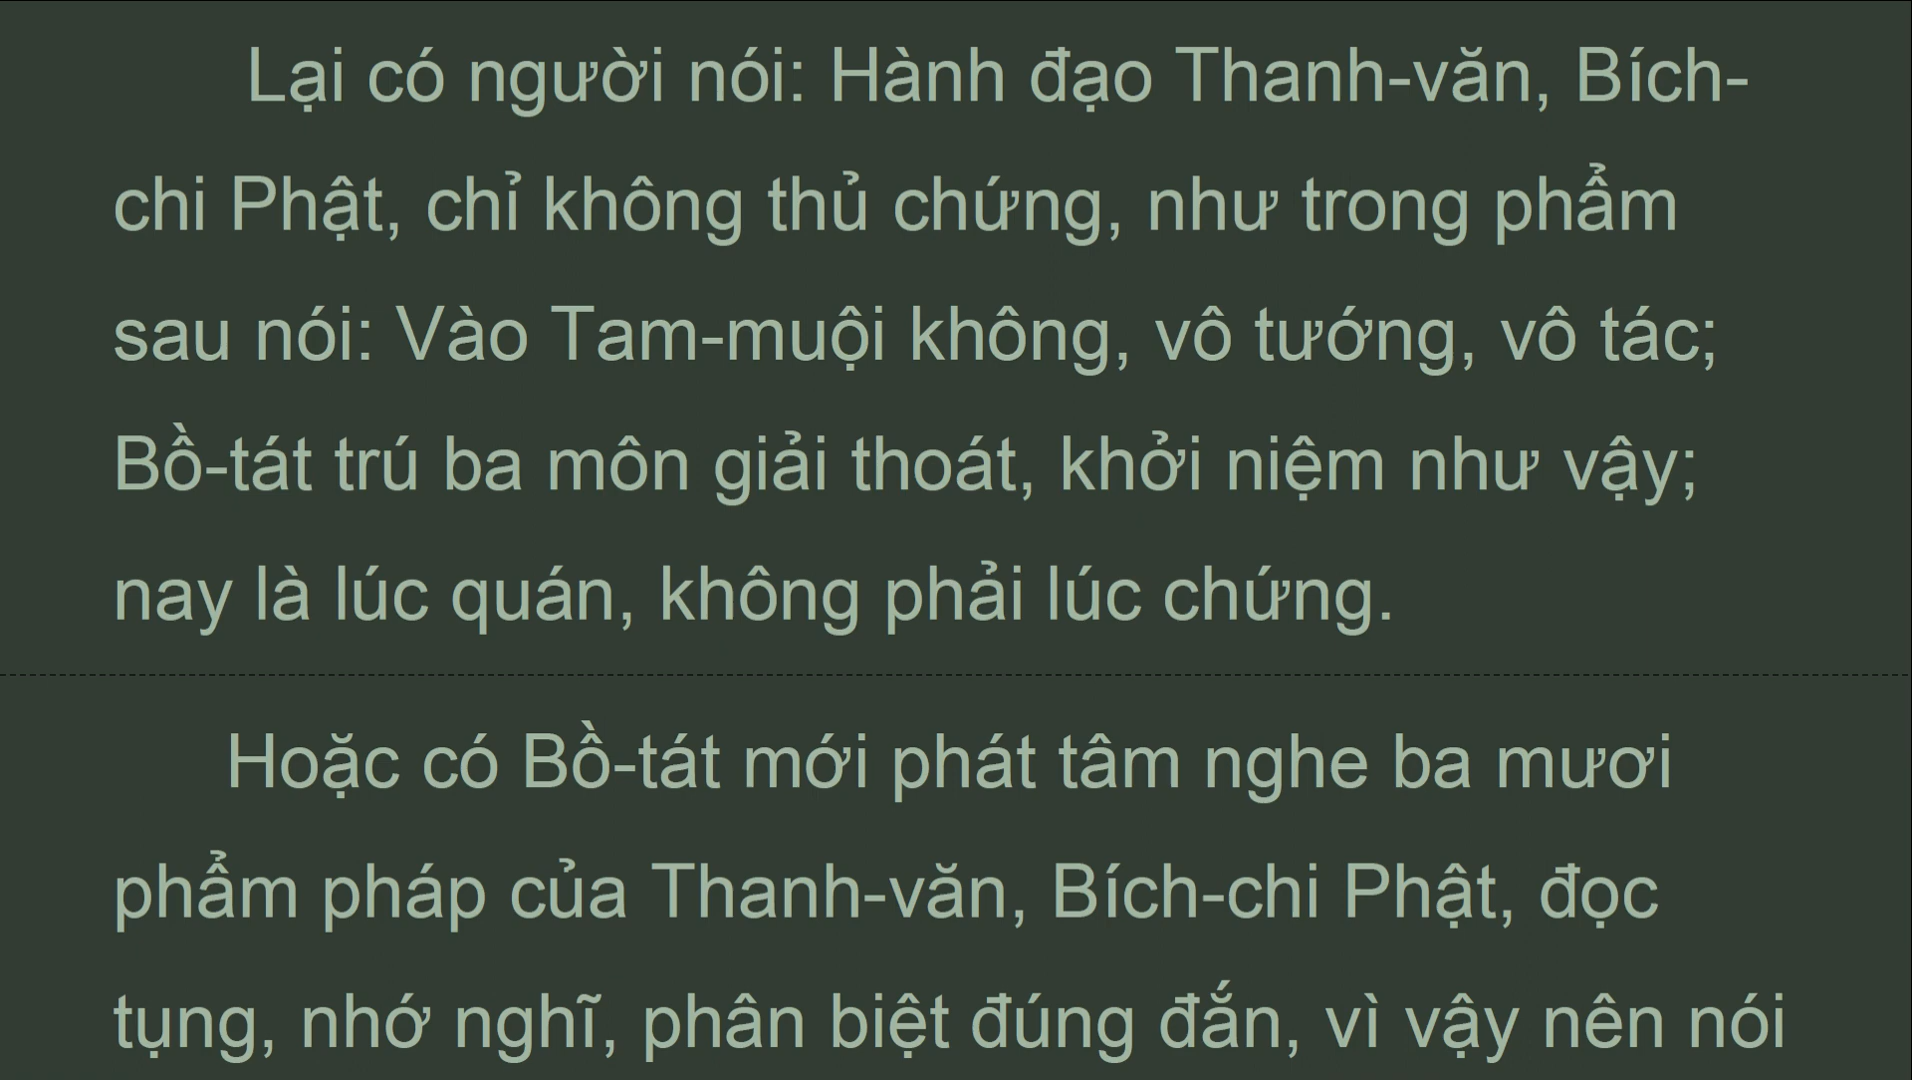 Lại có người nói: Hành đạo Thanh-văn, Bích-
chi Phật, chỉ không thủ chứng, như trong phẩm
sau nói: Vào Tam-muội không, vô tướng, vô tác;
Bồ-tát trú ba môn giải thoát, khởi niệm như vậy;
nay là lúc quán, không phải lúc chứng.
Hoặc có Bồ-tát mới phát tâm nghe ba mươi
phẩm pháp của Thanh-văn, Bích-chi Phật, đọc
tụng, nhớ nghĩ, phân biệt đúng đắn, vì vậy nên nói